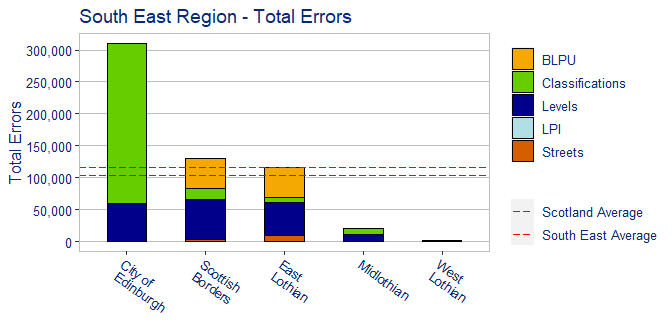 South East Region - Total Errors
Total Errors
300,000
250,000
200,000
150,000
100,000
50,000
0
City of
Edinburgh
Scottish
Borders
East
Lothian
Midlothian
West
Lothian
BLPU
Classifications
Levels
LPI
Streets
Scotland Average
South East Average